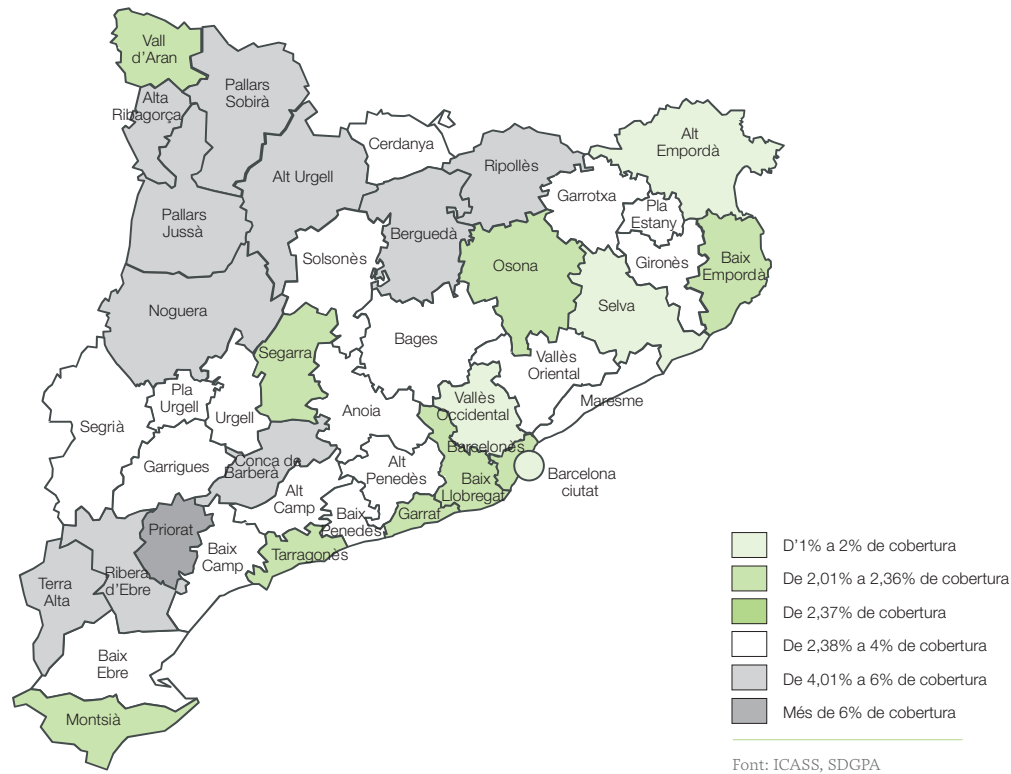 Vall
d’Aran
Pallars
Sobirà
Alta
Ribagorça
Cerdanya
Alt
Empordà
Ripollès
Alt Urgell
Garrotxa
Pla
Estany
Pallars
Jussà
Berguedà
Solsonès
Osona
Gironès
Baix
Empordà
Noguera
Selva
Bages
Segarra
Vallès
Oriental
Pla
Urgell
Urgell
Anoia
Vallès
Occidental
Maresme
Segrià
Barcelonès
Garrigues
Conca de
Barberà
Alt
Penedès
Baix
Llobregat
Barcelona
ciutat
Alt
Camp
Baix
Penedès
Garraf
Priorat
Baix
Camp
Tarragonès
Terra
Alta
Ribera
d’Ebre
Baix
Ebre
Montsià
D’1% a 2% de cobertura
De 2,01% a 2,36% de cobertura
De 2,37% de cobertura
De 2,38% a 4% de cobertura
De 4,01% a 6% de cobertura
Més de 6% de cobertura
Font: ICASS, SDGPA